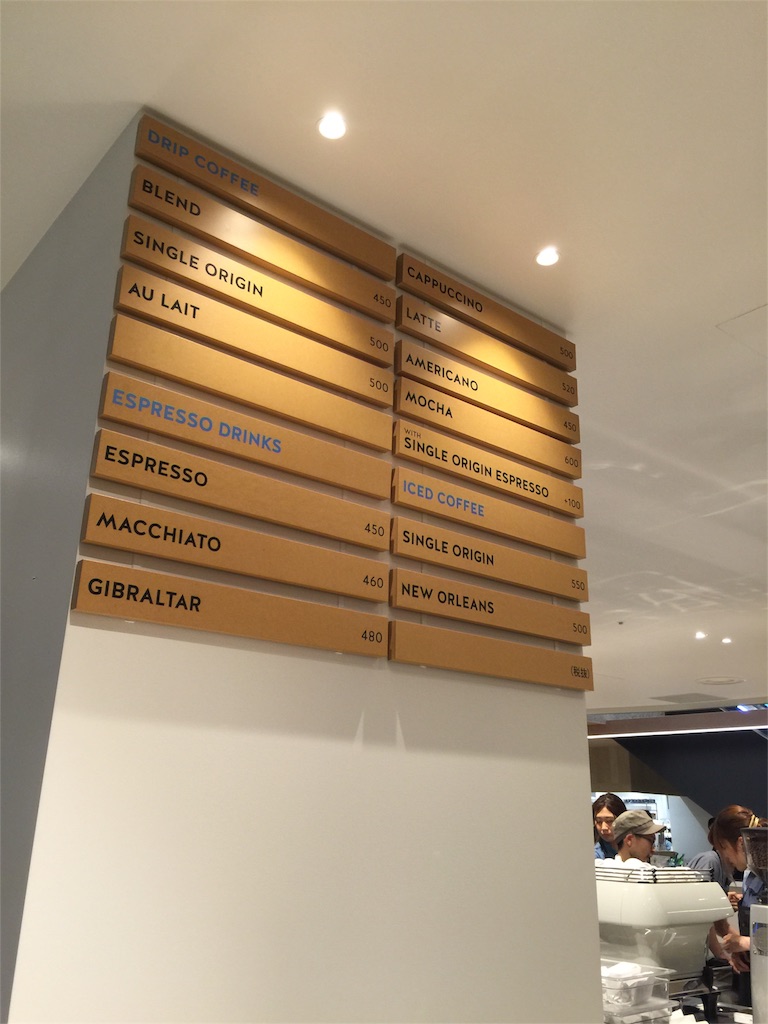 DRIP COFFEE
BLEND 450
SINGLE ORIGIN 500
AU LAIT 500
ESPRESSO DRINKS
ESPRESSO 450
MACCHIATO 460
GIBRALTAR 480
CAPPUCCINO 500
LATTE 520
AMERICANO 450
MOCHA 600
WITH
SINGLE ORIGIN ESPRESSO +100
ICED COFFEE
SINGLE ORIGIN 550
NEW ORLEANS 500
(税抜)